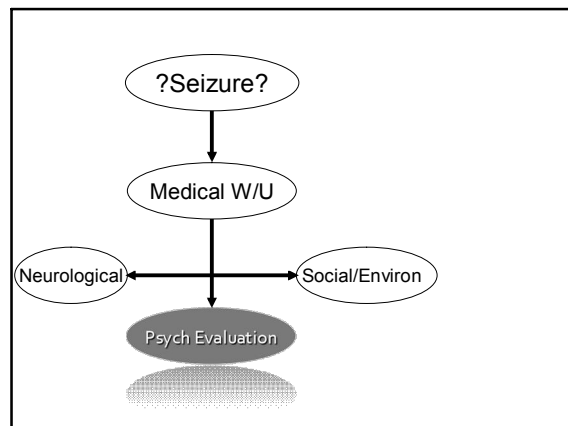 ?Seizure?
Medical W/U
Neurological
Social/Environ
Psych Evaluation